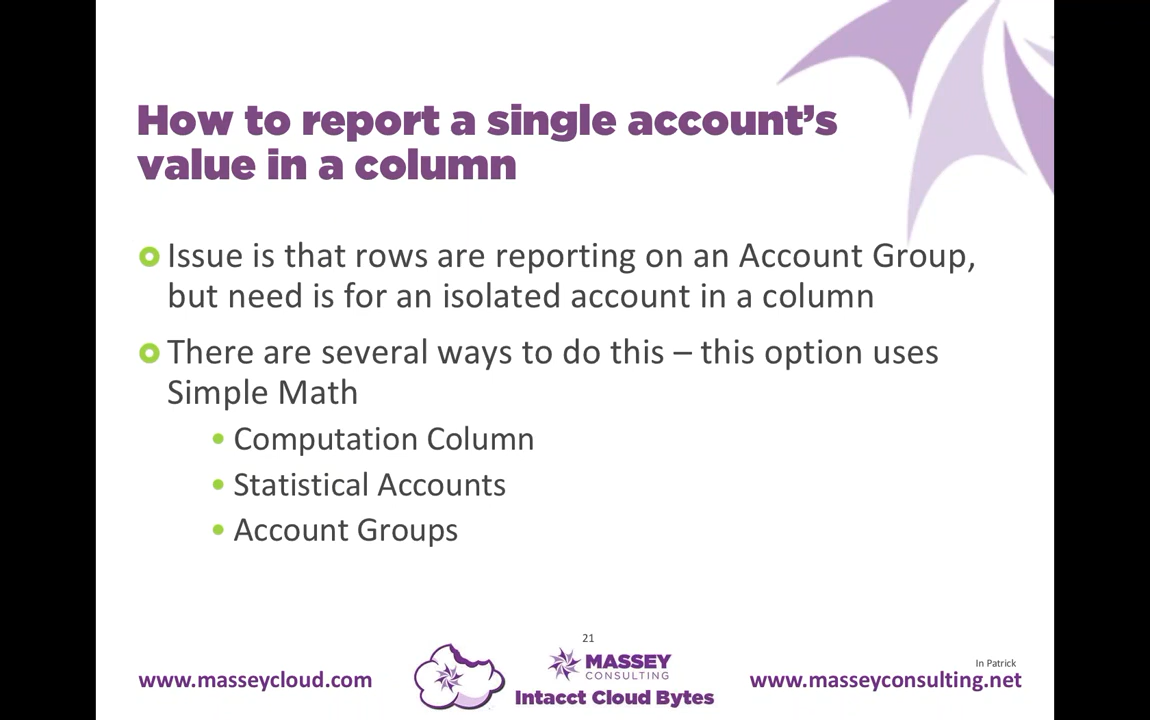 How to report a single account's
value in a column
Issue is that rows are reporting on an Account Group,
but need is for an isolated account in a column
There are several ways to do this – this option uses
Simple Math
Computation Column
Statistical Accounts
Account Groups
21
In Patrick
www.masseycloud.com
MASSEY
CONSULTING
Intacct Cloud Bytes
www.masseyconsulting.net